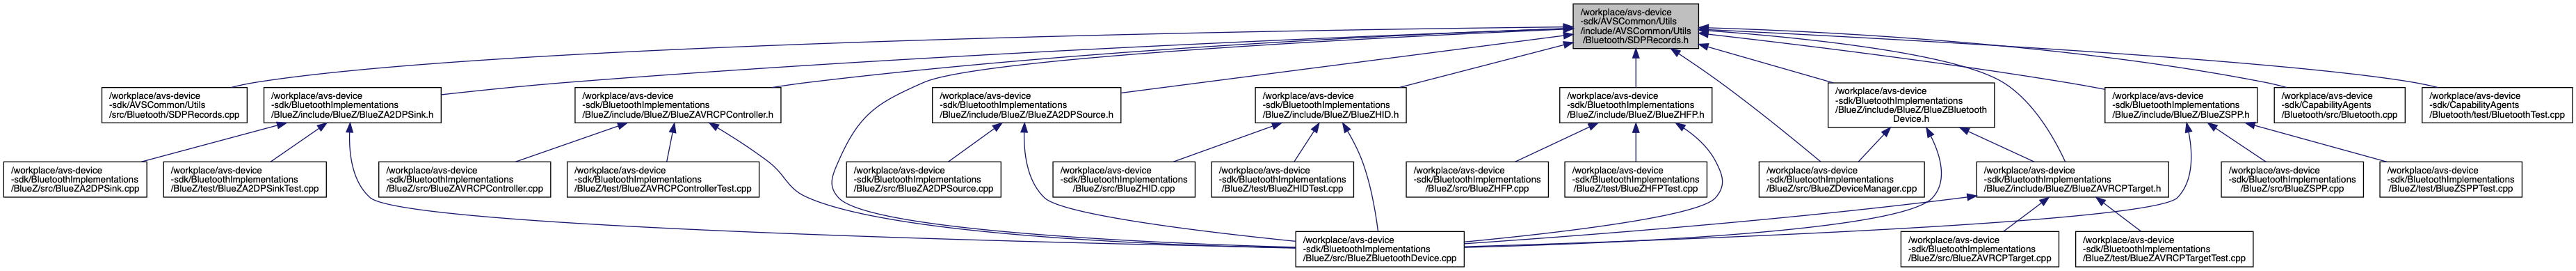 /workplace/avs-device
-sdk/AVSCommon/Utils
/include/AVSCommon/Utils
/Bluetooth/SDPRecords.h
/workplace/avs-device
-sdk/AVSCommon/Utils
/src/Bluetooth/SDPRecords.cpp
/workplace/avs-device
-sdk/BluetoothImplementations
/BlueZ/include/BlueZ/BlueZA2DPSink.h
/workplace/avs-device
-sdk/BluetoothImplementations
/BlueZ/include/BlueZ/BlueZAVRCPController.h
/workplace/avs-device
-sdk/BluetoothImplementations
/BlueZ/include/BlueZ/BlueZA2DPSource.h
/workplace/avs-device
-sdk/BluetoothImplementations
/BlueZ/include/BlueZ/BlueZHID.h
/workplace/avs-device
-sdk/BluetoothImplementations
/BlueZ/include/BlueZ/BlueZHFP.h
/workplace/avs-device
-sdk/BluetoothImplementations
/BlueZ/include/BlueZ/BlueZBluetooth
Device.h
/workplace/avs-device
-sdk/BluetoothImplementations
/BlueZ/include/BlueZ/BlueZSPP.h
/workplace/avs-device
-sdk/CapabilityAgents
/Bluetooth/src/Bluetooth.cpp
/workplace/avs-device
-sdk/CapabilityAgents
/Bluetooth/test/BluetoothTest.cpp
/workplace/avs-device
-sdk/BluetoothImplementations
/BlueZ/src/BlueZA2DPSink.cpp
/workplace/avs-device
-sdk/BluetoothImplementations
/BlueZ/test/BlueZA2DPSinkTest.cpp
/workplace/avs-device
-sdk/BluetoothImplementations
/BlueZ/src/BlueZAVRCPController.cpp
/workplace/avs-device
-sdk/BluetoothImplementations
/BlueZ/test/BlueZAVRCPControllerTest.cpp
/workplace/avs-device
-sdk/BluetoothImplementations
/BlueZ/src/BlueZA2DPSource.cpp
/workplace/avs-device
-sdk/BluetoothImplementations
/BlueZ/src/BlueZHID.cpp
/workplace/avs-device
-sdk/BluetoothImplementations
/BlueZ/test/BlueZHIDTest.cpp
/workplace/avs-device
-sdk/BluetoothImplementations
/BlueZ/src/BlueZHFP.cpp
/workplace/avs-device
-sdk/BluetoothImplementations
/BlueZ/test/BlueZHFPTest.cpp
/workplace/avs-device
-sdk/BluetoothImplementations
/BlueZ/src/BlueZDeviceManager.cpp
/workplace/avs-device
-sdk/BluetoothImplementations
/BlueZ/include/BlueZ/BlueZAVRCPTarget.h
/workplace/avs-device
-sdk/BluetoothImplementations
/BlueZ/src/BlueZSPP.cpp
/workplace/avs-device
-sdk/BluetoothImplementations
/BlueZ/test/BlueZSPPTest.cpp
/workplace/avs-device
-sdk/BluetoothImplementations
/BlueZ/src/BlueZBluetoothDevice.cpp
/workplace/avs-device
-sdk/BluetoothImplementations
/BlueZ/src/BlueZAVRCPTarget.cpp
/workplace/avs-device
-sdk/BluetoothImplementations
/BlueZ/test/BlueZAVRCPTargetTest.cpp